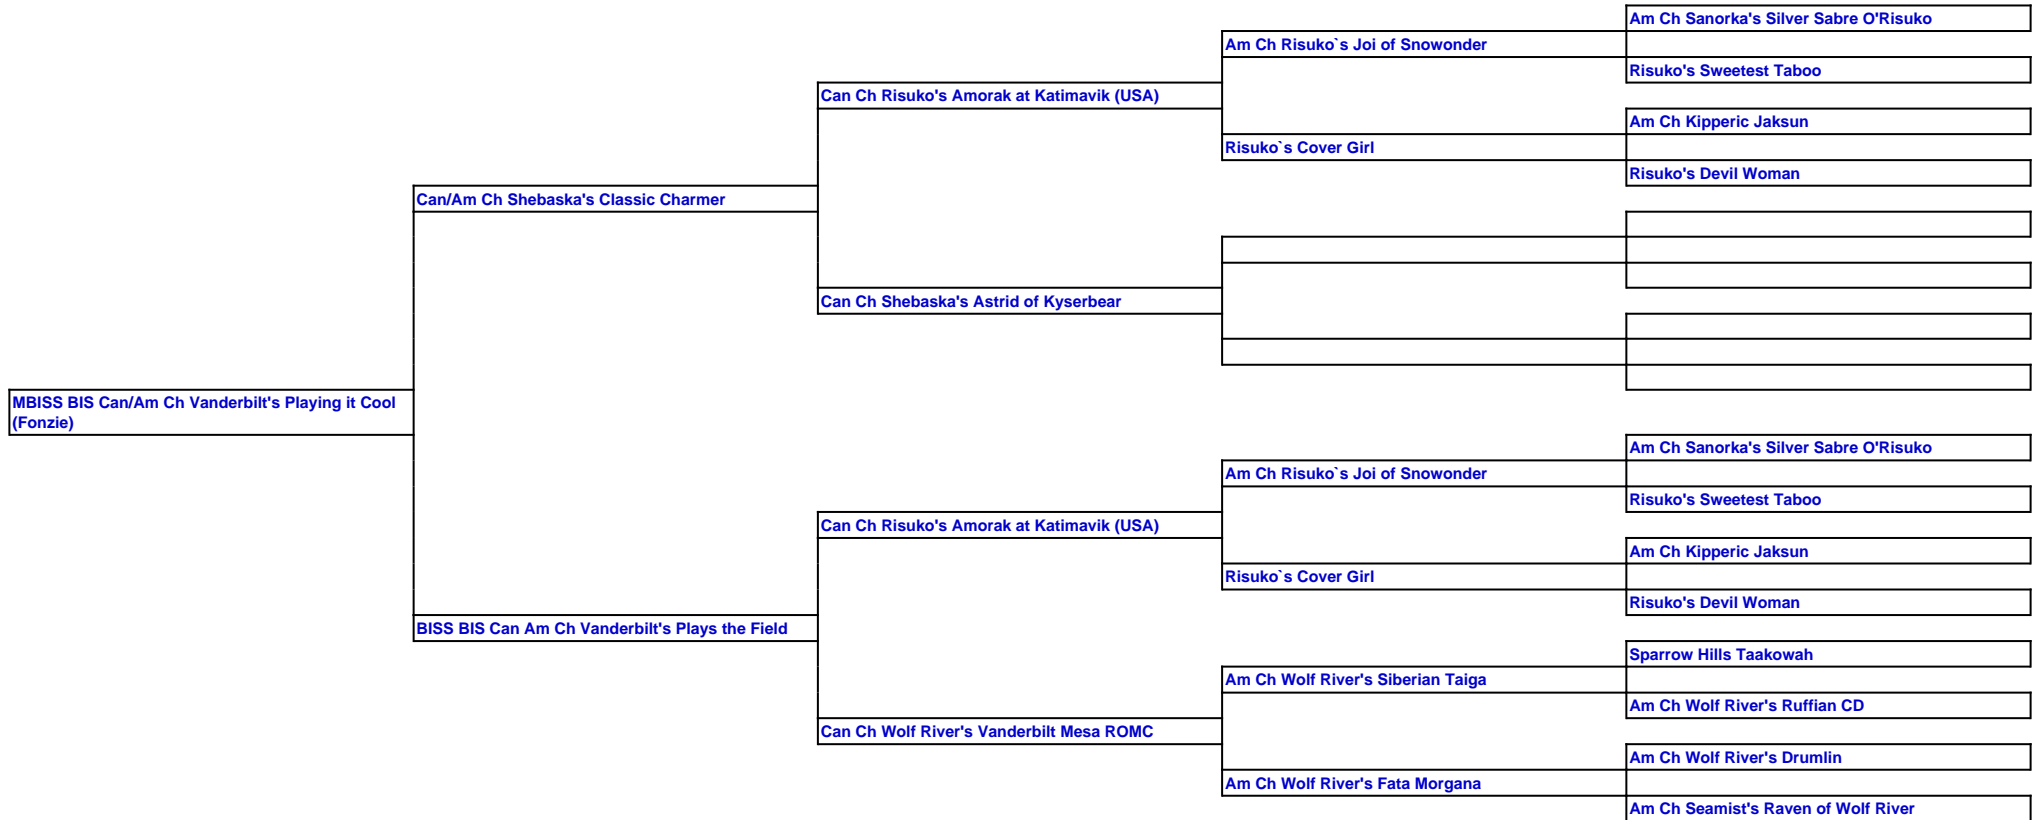 Am Ch Sanorka's Silver Sabre O'Risuko
Am Ch Risuko`s Joi of Snowonder
Risuko's Sweetest Taboo
Can Ch Risuko's Amorak at Katimavik (USA)
Am Ch Kipperic Jaksun
Risuko`s Cover Girl
Risuko's Devil Woman
Can/Am Ch Shebaska's Classic Charmer
Can Ch Shebaska's Astrid of Kyserbear
MBISS BIS Can/Am Ch Vanderbilt's Playing it Cool
(Fonzie)
Am Ch Sanorka's Silver Sabre O'Risuko
Am Ch Risuko`s Joi of Snowonder
Risuko's Sweetest Taboo
Can Ch Risuko's Amorak at Katimavik (USA)
Am Ch Kipperic Jaksun
Risuko`s Cover Girl
Risuko's Devil Woman
BISS BIS Can Am Ch Vanderbilt's Plays the Field
Sparrow Hills Taakowah
Am Ch Wolf River's Siberian Taiga
Am Ch Wolf River's Ruffian CD
Can Ch Wolf River's Vanderbilt Mesa ROMC
Am Ch Wolf River's Drumlin
Am Ch Wolf River's Fata Morgana
Am Ch Seamist's Raven of Wolf River